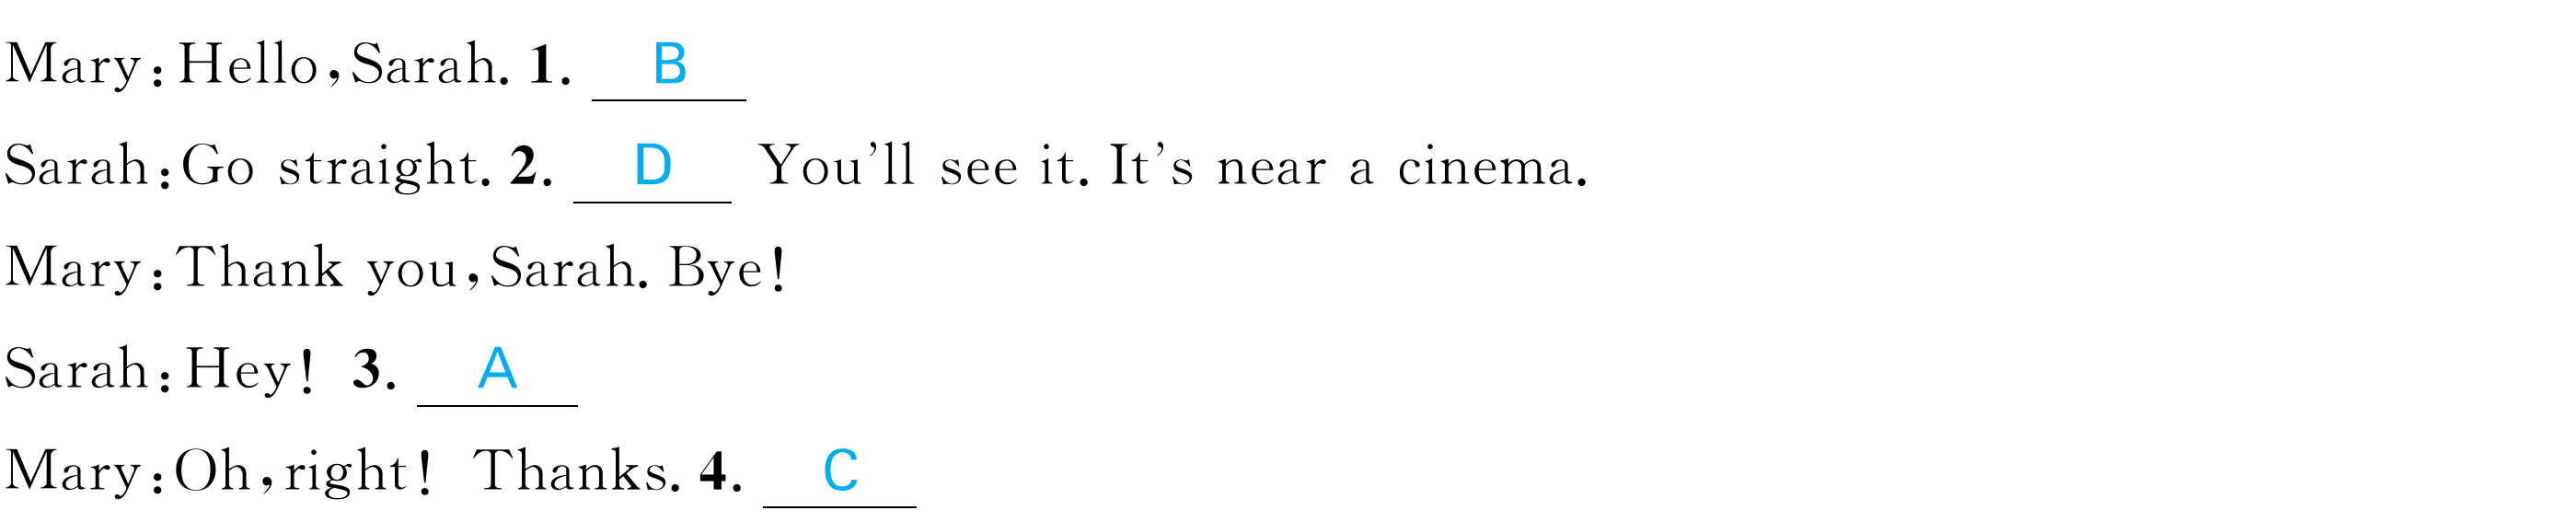 Mary:Hello,Sarah. 1. B
Sarah:Go straight. 2. D You'll see it. It's near a cinema.
Mary:Thank you,Sarah. Bye!
Sarah:Hey! 3. A
Mary:Oh,right! Thanks. 4. C